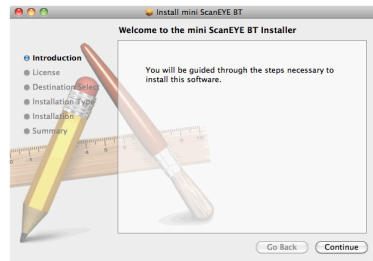 Install mini ScanEYE BT
Welcome to the mini ScanEYE BT Installer
Introduction
License
Destination Select
Installation Type
Installation
Summary
You will be guided through the steps necessary to
install this software.
Go Back
Continue